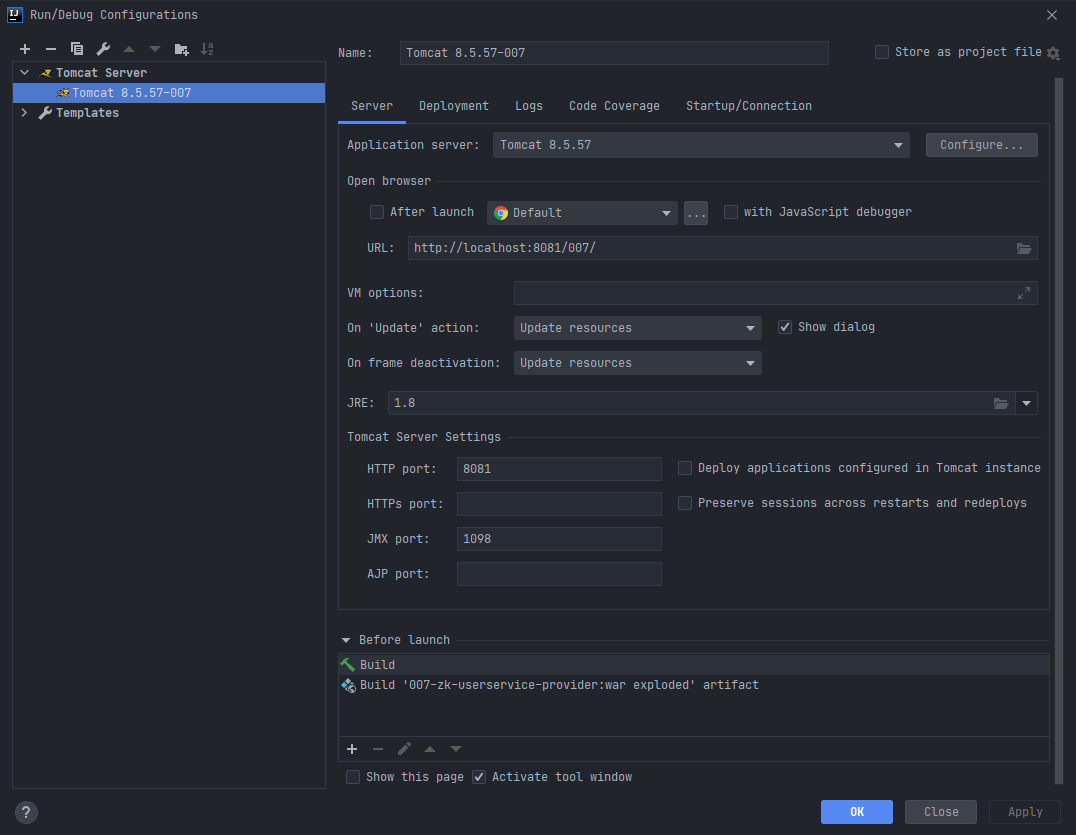 Run/Debug Configurations
Name: Tomcat 8.5.57-007 Store as project file
Tomcat Server
Tomcat 8.5.57-007
Templates
Server Deployment Logs Code Coverage Startup/Connection
Application server: Tomcat 8.5.57 Configure...
Open browser
After launch Default ... with JavaScript debugger
URL: http://localhost:8081/007/
VM options:
On 'Update' action: Update resources Show dialog
On frame deactivation: Update resources
JRE: 1.8
Tomcat Server Settings
HTTP port: 8081 Deploy applications configured in Tomcat instance
HTTPs port: Preserve sessions across restarts and redeploys
JMX port: 1098
AJP port:
Before launch
Build
Build '007-zk-userservice-provider:war exploded' artifact
Show this page Activate tool window
? OK Close Apply